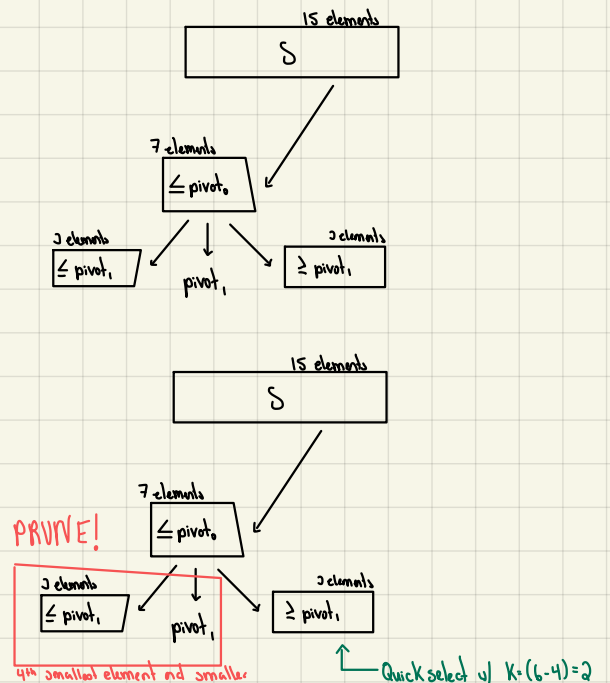 15 elements
S
7 elements
≤ pivot₀
3 elements
3 elements
≤ pivot₁
pivot₁
≥ pivot₁
15 elements
S
7 elements
PRUNE!
≤ pivot₀
3 elements
3 elements
≤ pivot₁
pivot₁
≥ pivot₁
4th smallest element and smaller
Quickselect w/ K=(6-4)=2